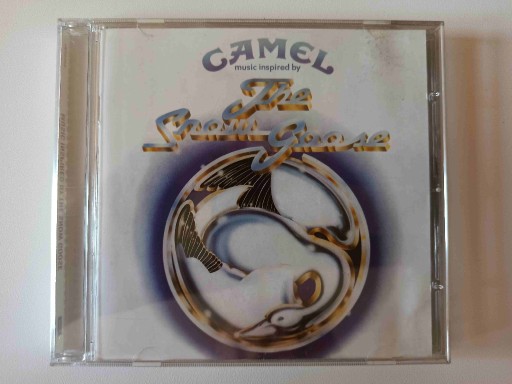 CAMEL
music inspired by
The
Snow Goose